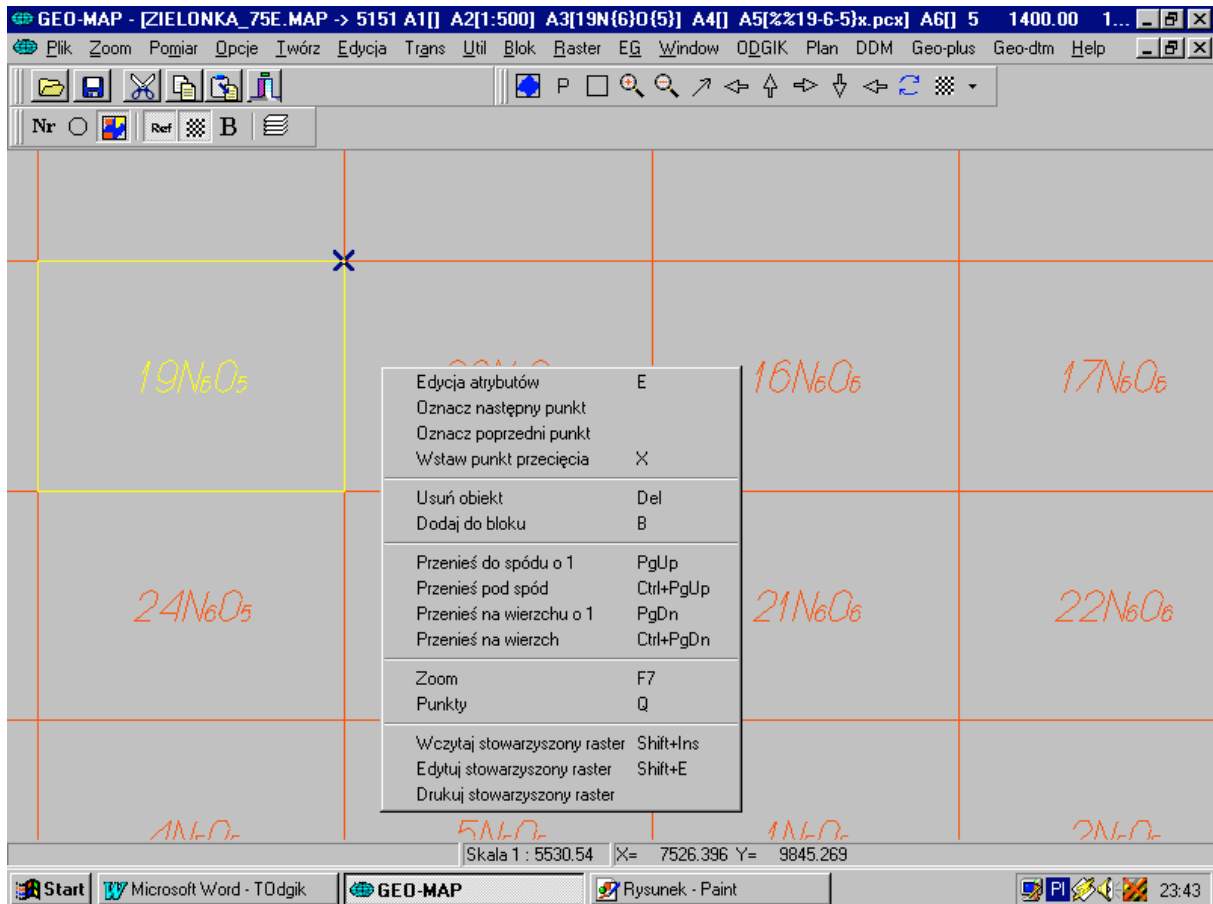 GEO-MAP - [ZIELONKA_75E.MAP -> 5151 A1[] A2[1:500] A3[19N{6}O{5}] A4[] A5[%%19-6-5}x.pcx] A6[] 5 1400.00 1...
Plik Zoom Pomiar Opcje Iwórz Edycja Trans Util Blok Raster EG Window ODGIK Plan DDM Geo-plus Geo-dtm Help
P
Nr Ref B
19N6O5
16N6O6
17N6O6
Edycja atrybutów E
Oznacz następny punkt
Oznacz poprzedni punkt
Wstaw punkt przecięcia X
Usuń obiekt Del
Dodaj do bloku B
Przenieś do spódu o 1 PgUp
Przenieś pod spód Ctrl+PgUp
Przenieś na wierzchu o 1 PgDn
Przenieś na wierzch Ctrl+PgDn
Zoom F7
Punkty Q
Wczytaj stowarzyszony raster Shift+Ins
Edytuj stowarzyszony raster Shift+E
Drukuj stowarzyszony raster
24N6O5
21N6O6
22N6O6
Skala 1 : 5530.54 X= 7526.396 Y= 9845.269
Start Microsoft Word - TOdgik GEO-MAP Rysunek - Paint Pl 23:43